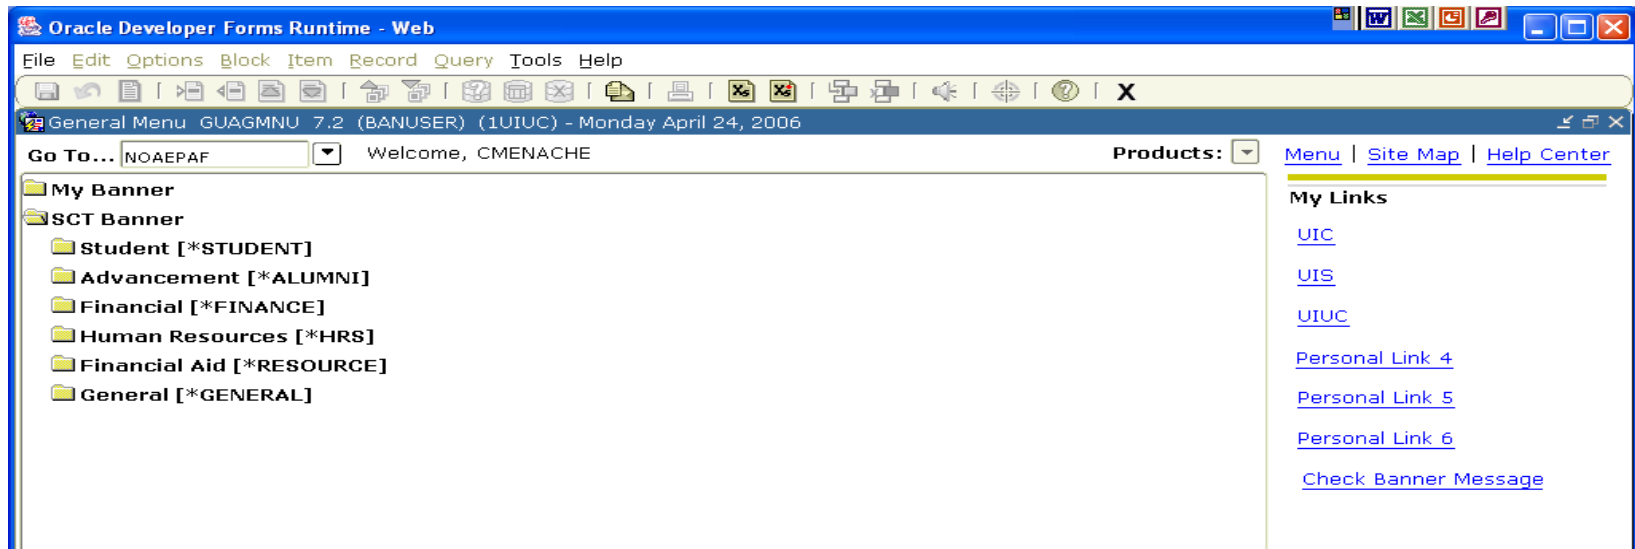 Oracle Developer Forms Runtime - Web
File Edit Options Block Item Record Query Tools Help
General Menu GUAGMNU 7.2 (BANUSER) (1UIUC) - Monday April 24, 2006
Go To... NOAEPAF Welcome, CMENACHE Products: Menu | Site Map | Help Center
My Banner
SCT Banner
Student [*STUDENT]
Advancement [*ALUMNI]
Financial [*FINANCE]
Human Resources [*HRS]
Financial Aid [*RESOURCE]
General [*GENERAL]
My Links
UIC
UIS
UIUC
Personal Link 4
Personal Link 5
Personal Link 6
Check Banner Message